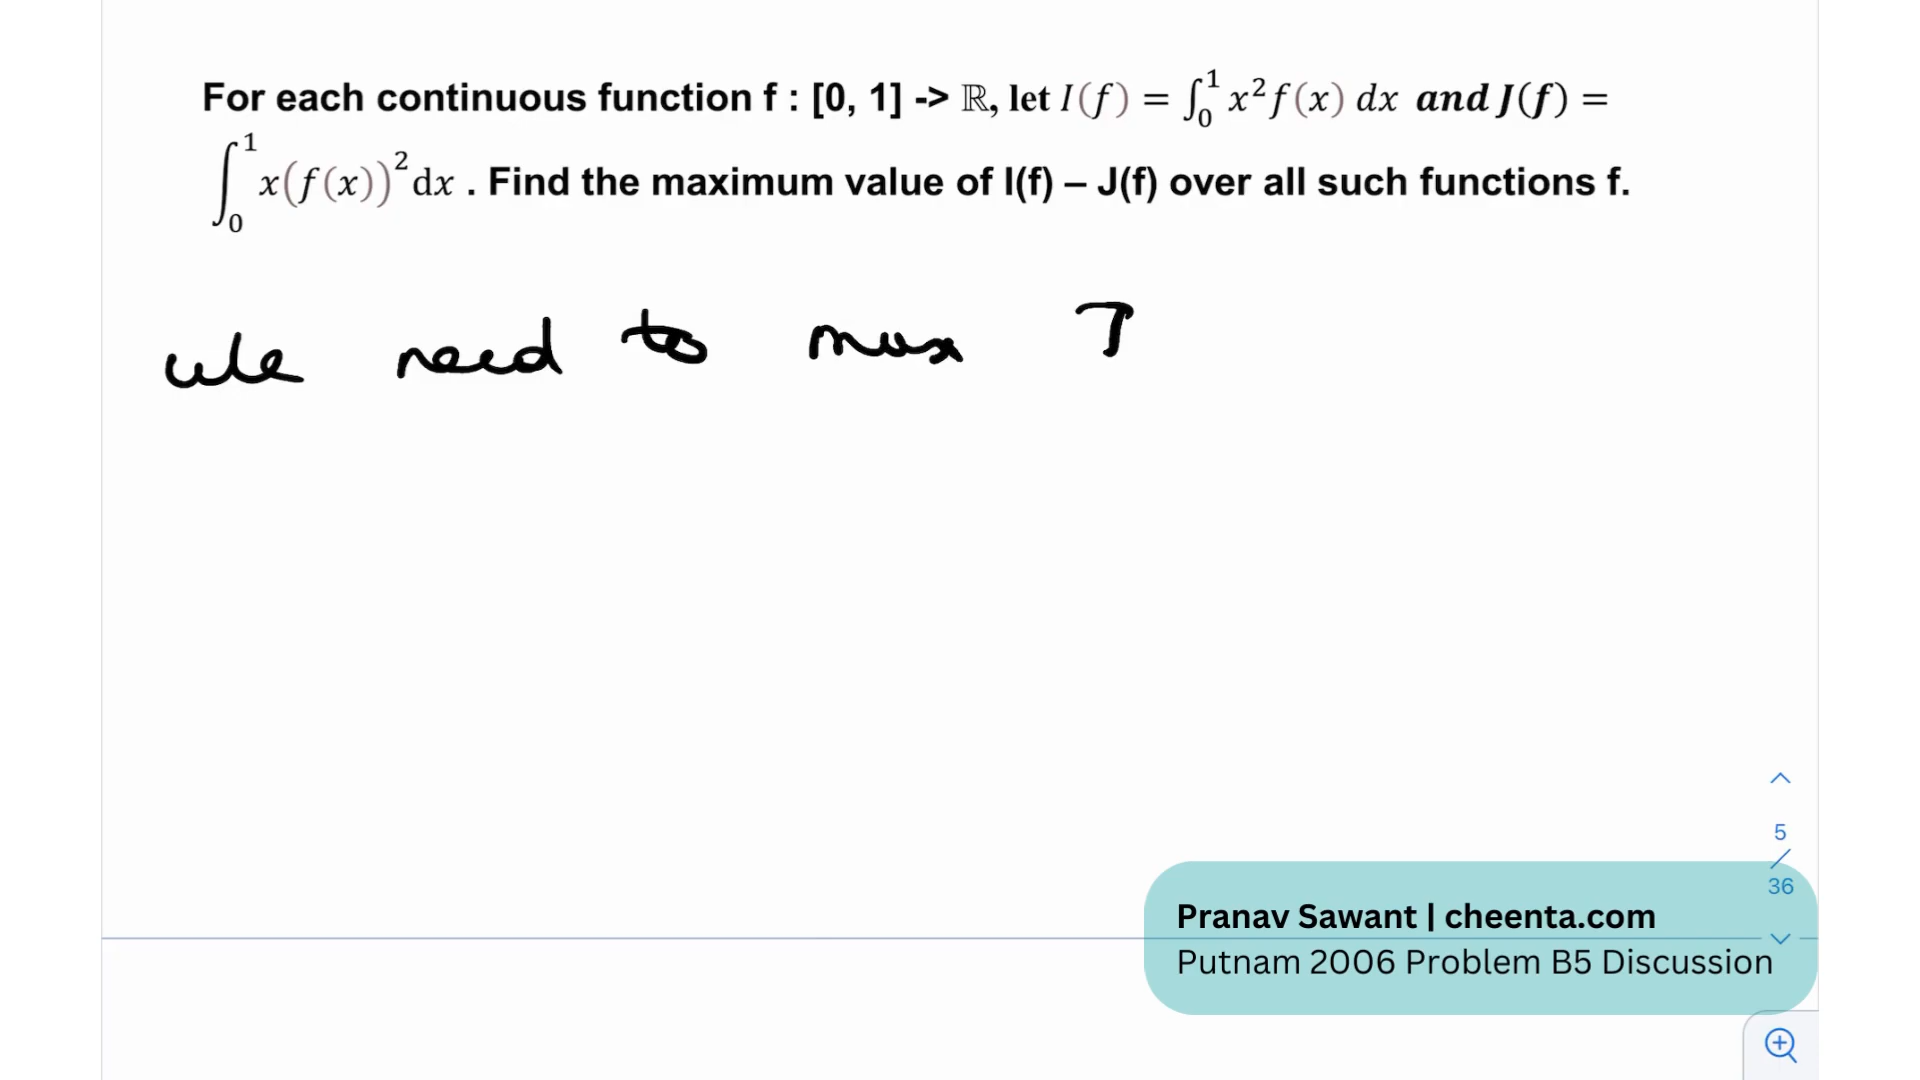 For each continuous function f : [0, 1] -> ℝ, let I(f) = ∫₀¹ x² f(x) dx and J(f) =
∫₀¹ x(f(x))² dx . Find the maximum value of I(f) – J(f) over all such functions f.
we need to max
5
/
36
Pranav Sawant | cheenta.com
Putnam 2006 Problem B5 Discussion